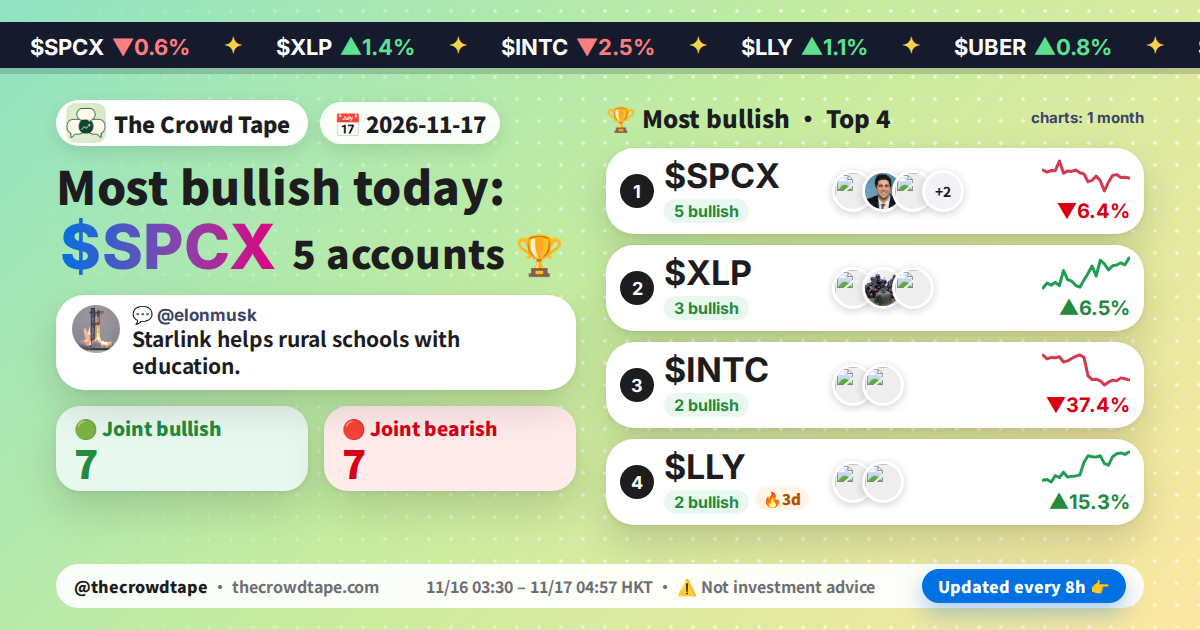 $SPCX ▼0.6% ✦ $XLP ▲1.4% ✦ $INTC ▼2.5% ✦ $LLY ▲1.1% ✦ $UBER ▲0.8% ✦
The Crowd Tape
📅 2026-11-17
Most bullish today:
$SPCX 5 accounts 🏆
💬 @elonmusk
Starlink helps rural schools with
education.
🟢 Joint bullish
7
🔴 Joint bearish
7
🏆 Most bullish • Top 4
charts: 1 month
1
$SPCX
5 bullish
+2
▼6.4%
2
$XLP
3 bullish
▲6.5%
3
$INTC
2 bullish
▼37.4%
4
$LLY
2 bullish
🔥3d
▲15.3%
@thecrowdtape • thecrowdtape.com
11/16 03:30 – 11/17 04:57 HKT • ⚠️ Not investment advice
Updated every 8h 👉